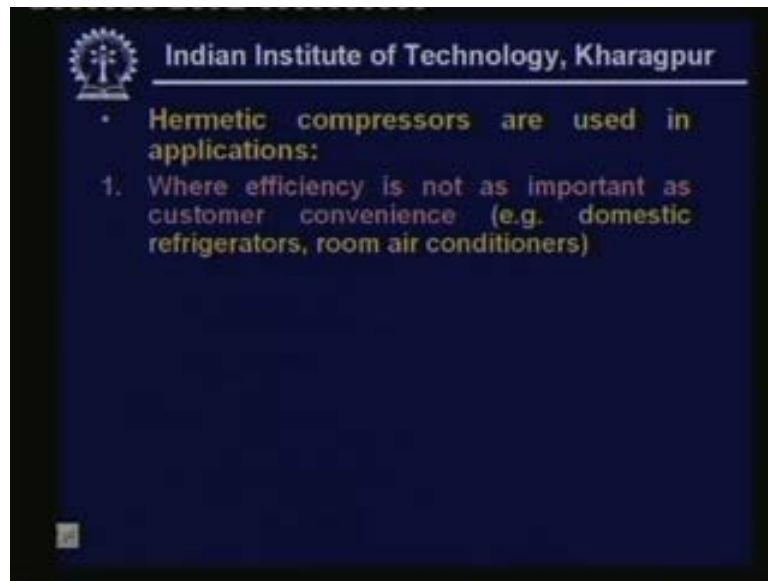 Indian Institute of Technology, Kharagpur
• Hermetic compressors are used in
applications:
1. Where efficiency is not as important as
customer convenience (e.g. domestic
refrigerators, room air conditioners)